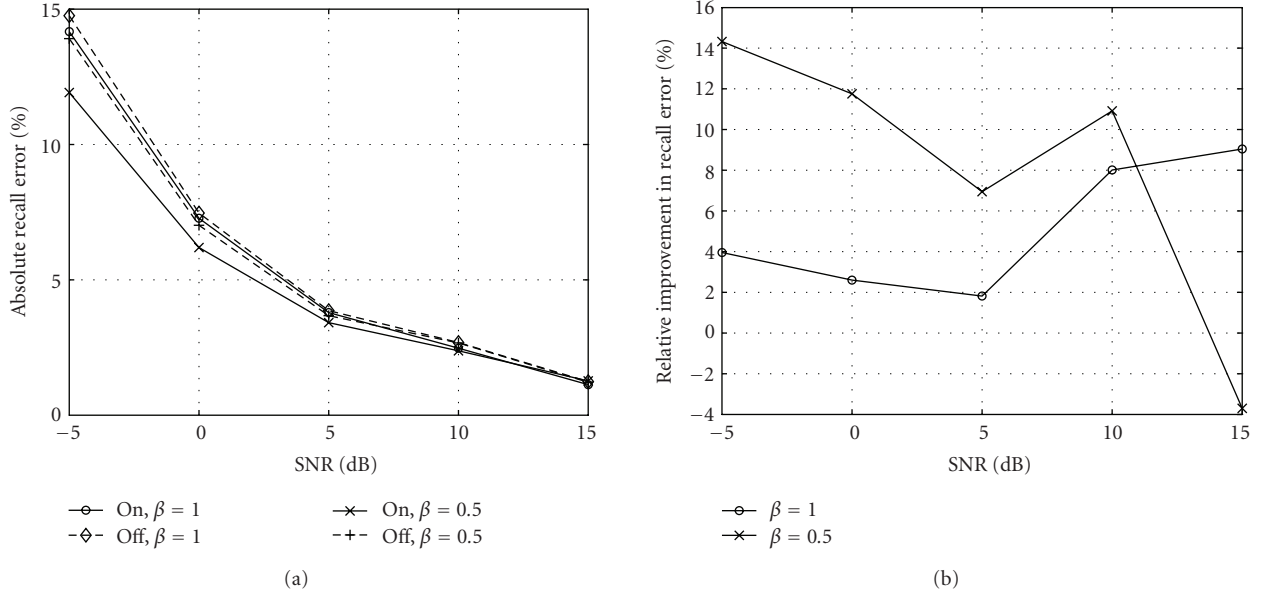 15
10
5
0
Absolute recall error (%)
−5
0
5
10
15
SNR (dB)
On, β = 1
On, β = 0.5
Off, β = 1
Off, β = 0.5
(a)
16
14
12
10
8
6
4
2
0
−2
−4
Relative improvement in recall error (%)
−5
0
5
10
15
SNR (dB)
β = 1
β = 0.5
(b)